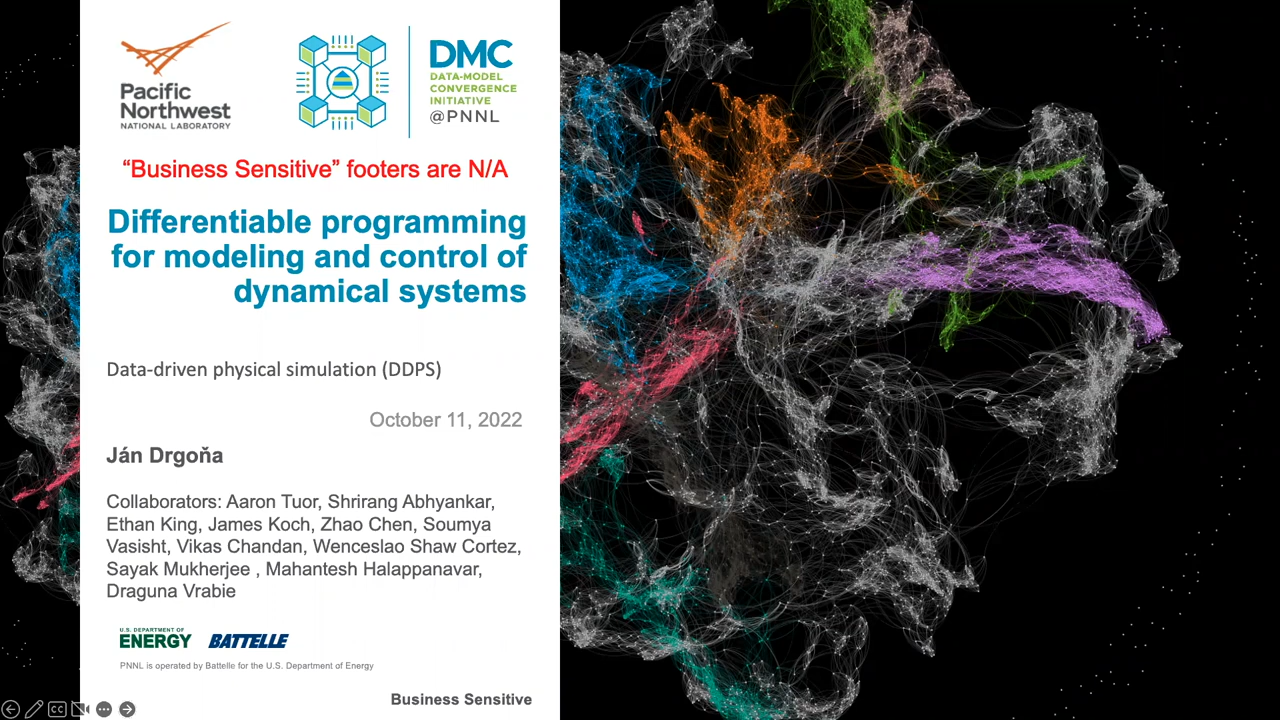 Pacific
Northwest
NATIONAL LABORATORY
DMC
DATA-MODEL
CONVERGENCE
INITIATIVE
@PNNL
“Business Sensitive” footers are N/A
Differentiable programming
for modeling and control of
dynamical systems
Data-driven physical simulation (DDPS)
October 11, 2022
Ján Drgoňa
Collaborators: Aaron Tuor, Shrirang Abhyankar,
Ethan King, James Koch, Zhao Chen, Soumya
Vasisht, Vikas Chandan, Wenceslao Shaw Cortez,
Sayak Mukherjee , Mahantesh Halappanavar,
Draguna Vrabie
U.S. DEPARTMENT OF
ENERGY BATTELLE
PNNL is operated by Battelle for the U.S. Department of Energy
Business Sensitive
CC